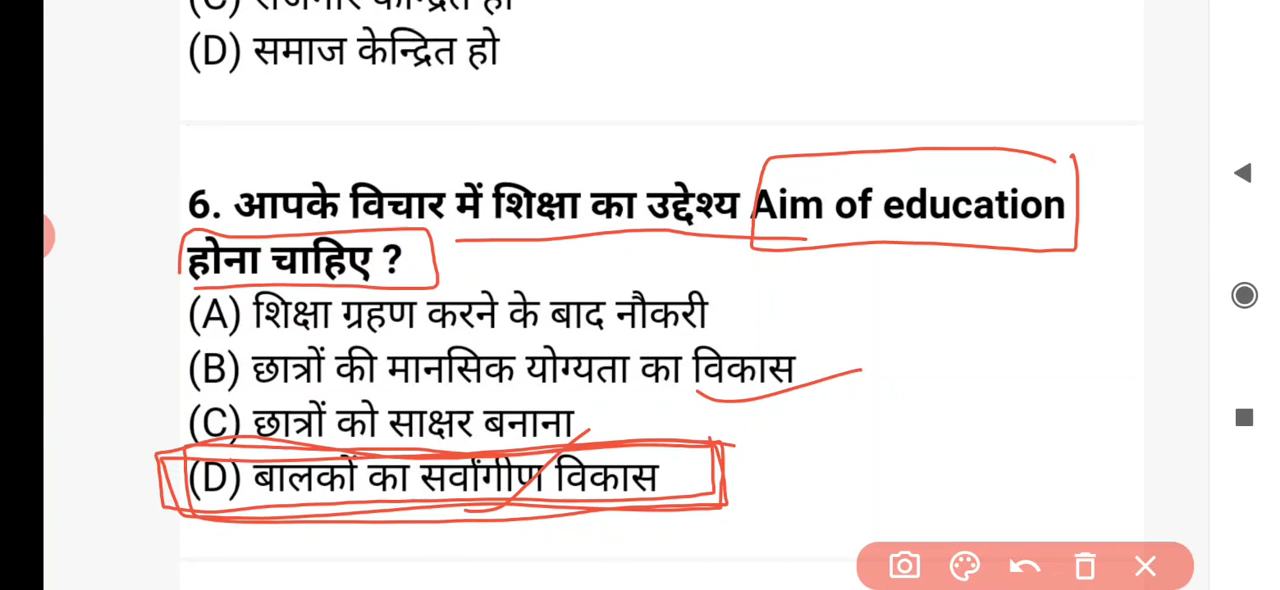 (D) समाज केन्द्रित हो
6. आपके विचार में शिक्षा का उद्देश्य Aim of education
होना चाहिए ?
(A) शिक्षा ग्रहण करने के बाद नौकरी
(B) छात्रों की मानसिक योग्यता का विकास
(C) छात्रों को साक्षर बनाना
(D) बालकों का सर्वांगीण विकास